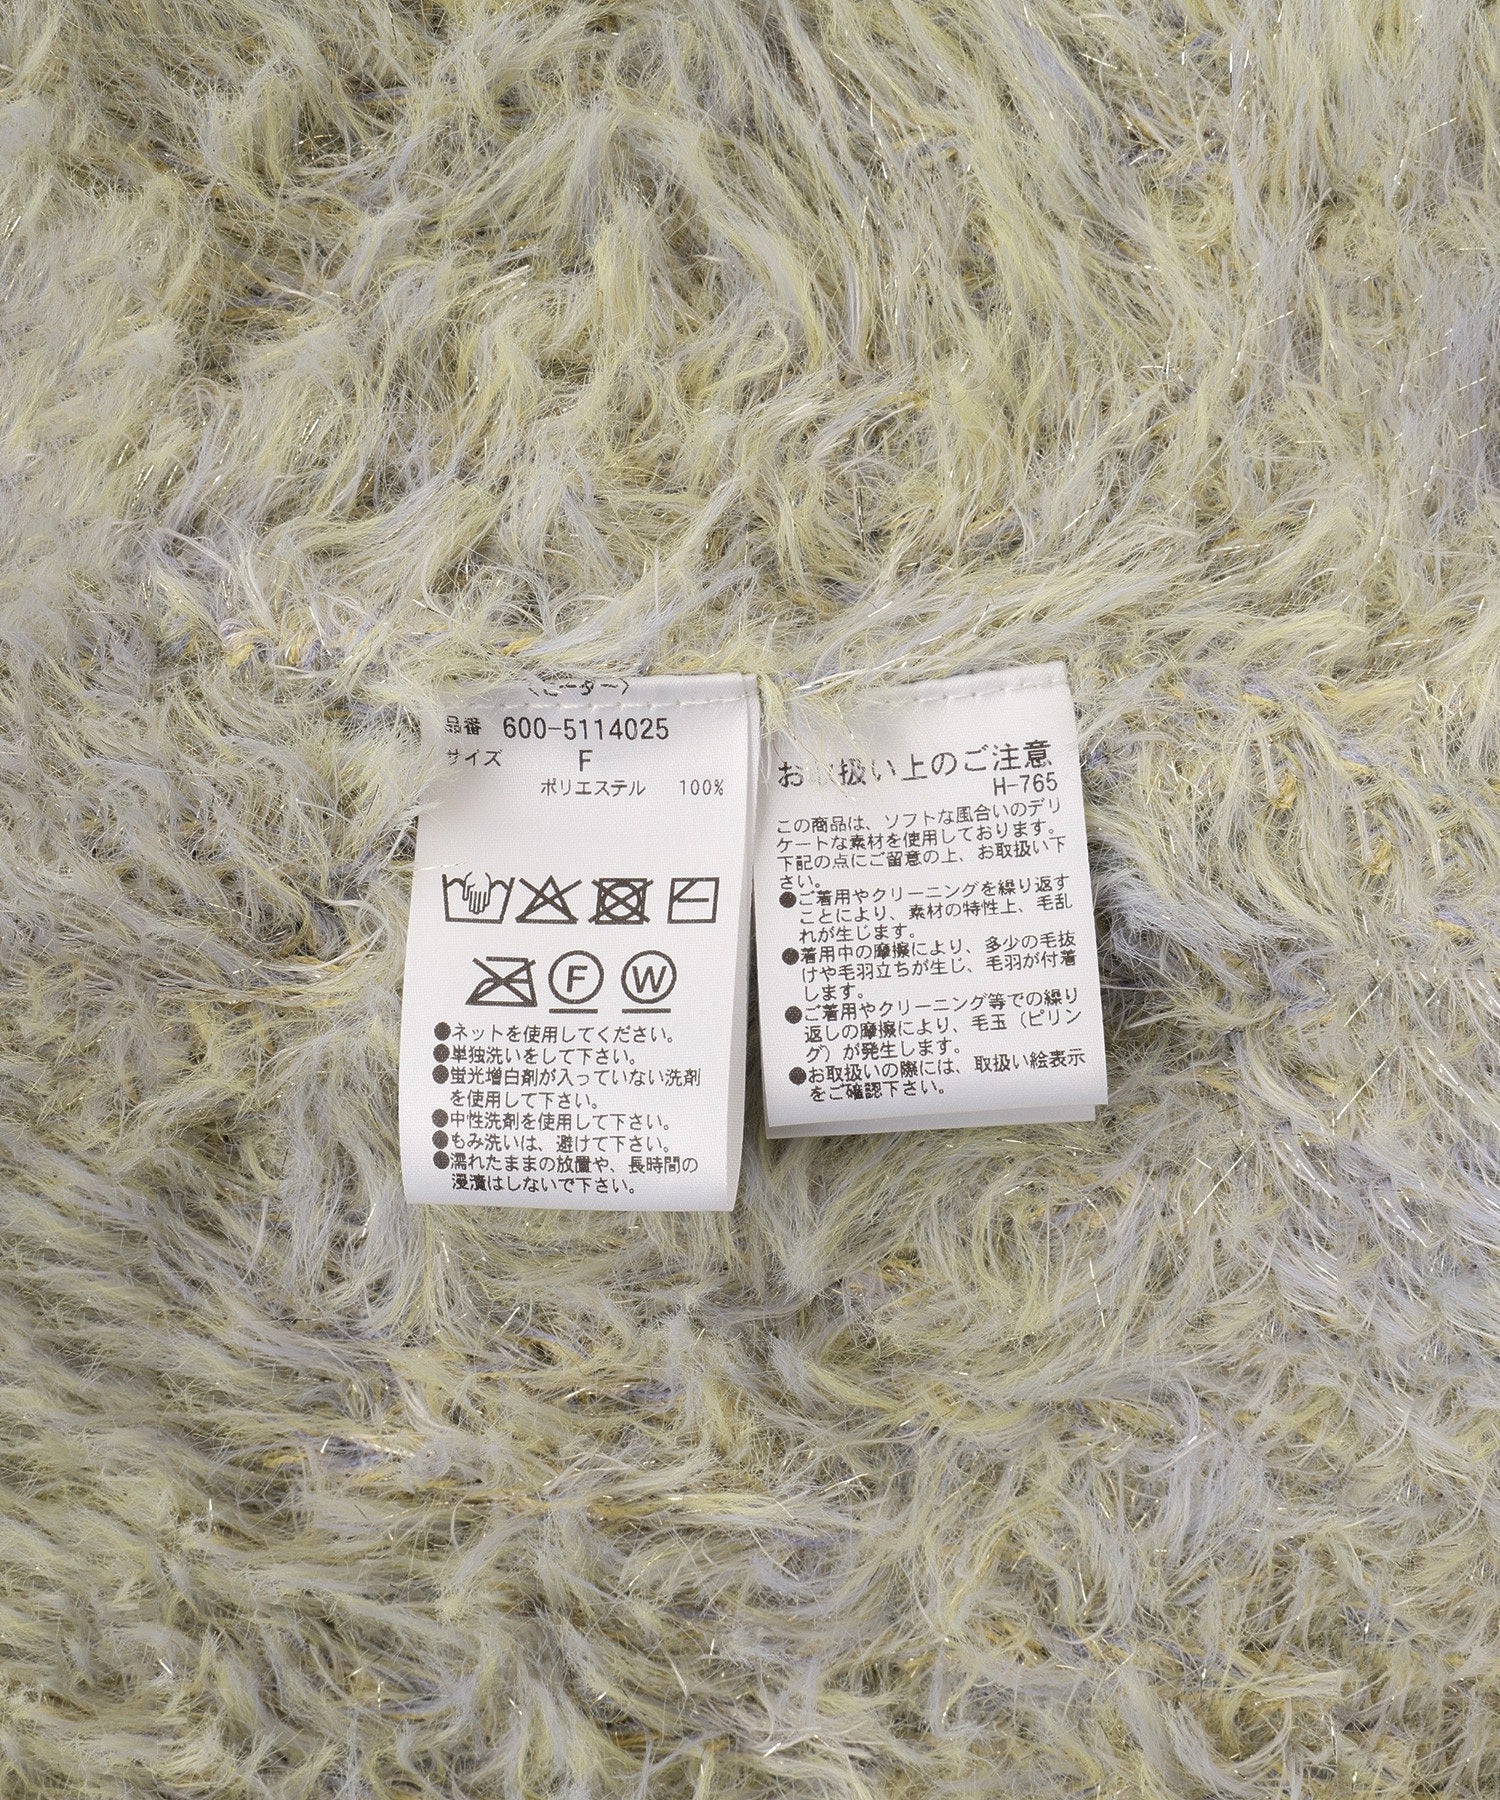 品番 600-5114025
サイズ F
ポリエステル 100%
F W
●ネットを使用してください。
●単独洗いをして下さい。
●蛍光増白剤が入っていない洗剤
を使用して下さい。
●中性洗剤を使用して下さい。
●もみ洗いは、避けて下さい。
●濡れたままの放置や、長時間の
浸漬はしないで下さい。
お取扱い上のご注意
H-765
この商品は、ソフトな風合いのデリ
ケートな素材を使用しております。
下記の点にご留意の上、お取扱い下
さい。
●ご着用やクリーニングを繰り返す
ことにより、素材の特性上、毛乱
れが生じます。
●着用中の摩擦により、多少の毛抜
けや毛羽立ちが生じ、毛羽が付着
します。
●ご着用やクリーニング等での繰り
返しの摩擦により、毛玉（ピリン
グ）が発生します。
●お取扱いの際には、取扱い絵表示
をご確認下さい。